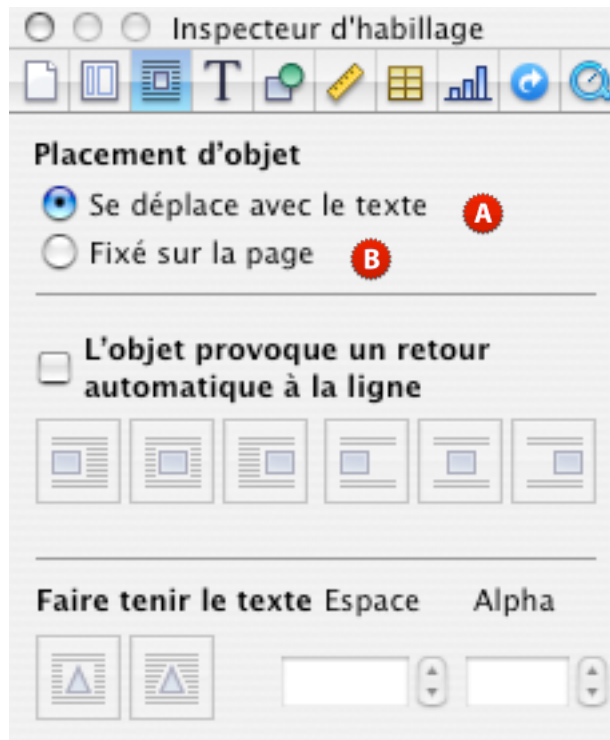 Inspecteur d'habillage
T
Placement d'objet
Se déplace avec le texte A
Fixé sur la page B
L'objet provoque un retour
automatique à la ligne
Faire tenir le texte Espace Alpha